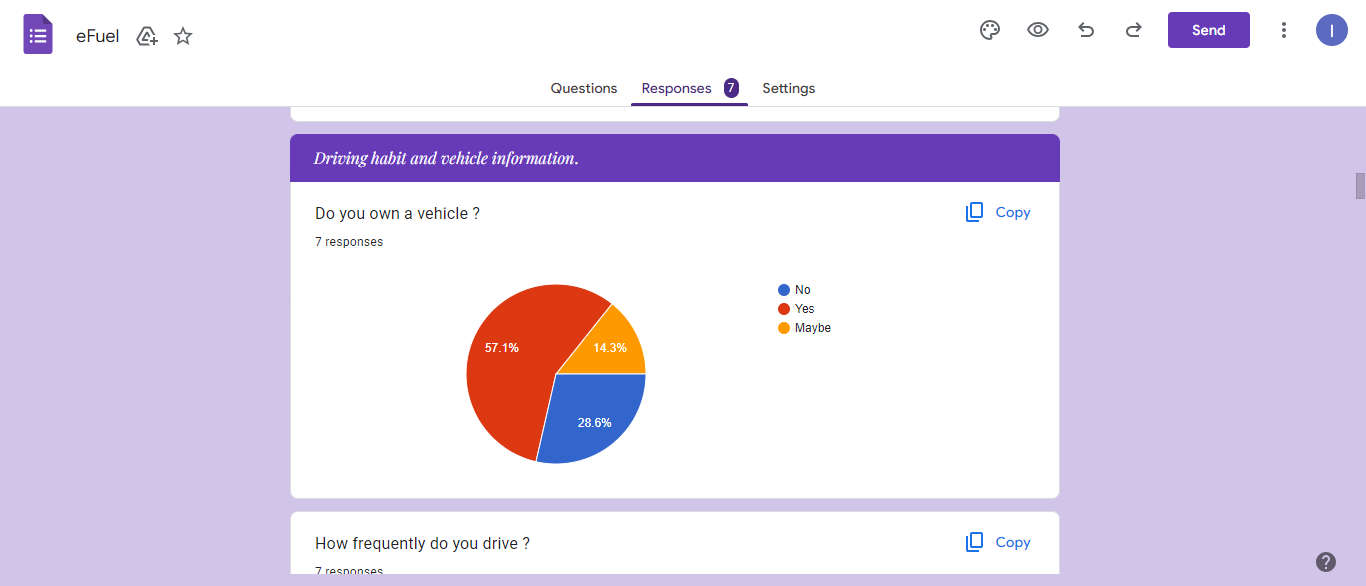 eFuel
Send
I
Questions
Responses 7
Settings
Driving habit and vehicle information.
Do you own a vehicle ?
Copy
7 responses
No
Yes
Maybe
57.1%
14.3%
28.6%
How frequently do you drive ?
Copy
7 responses